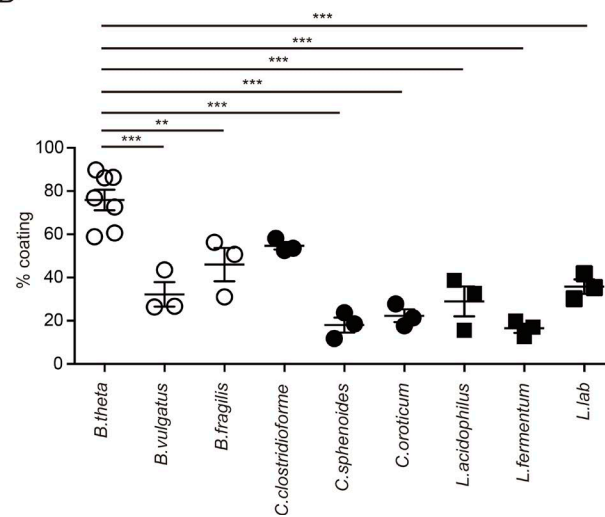 ***
***
***
***
***
**
***
100
80
60
40
20
0
% coating
B.theta
B.vulgatus
B.fragilis
C.clostridioforme
C.sphenoides
C.oroticum
L.acidophilus
L.fermentum
L.lab